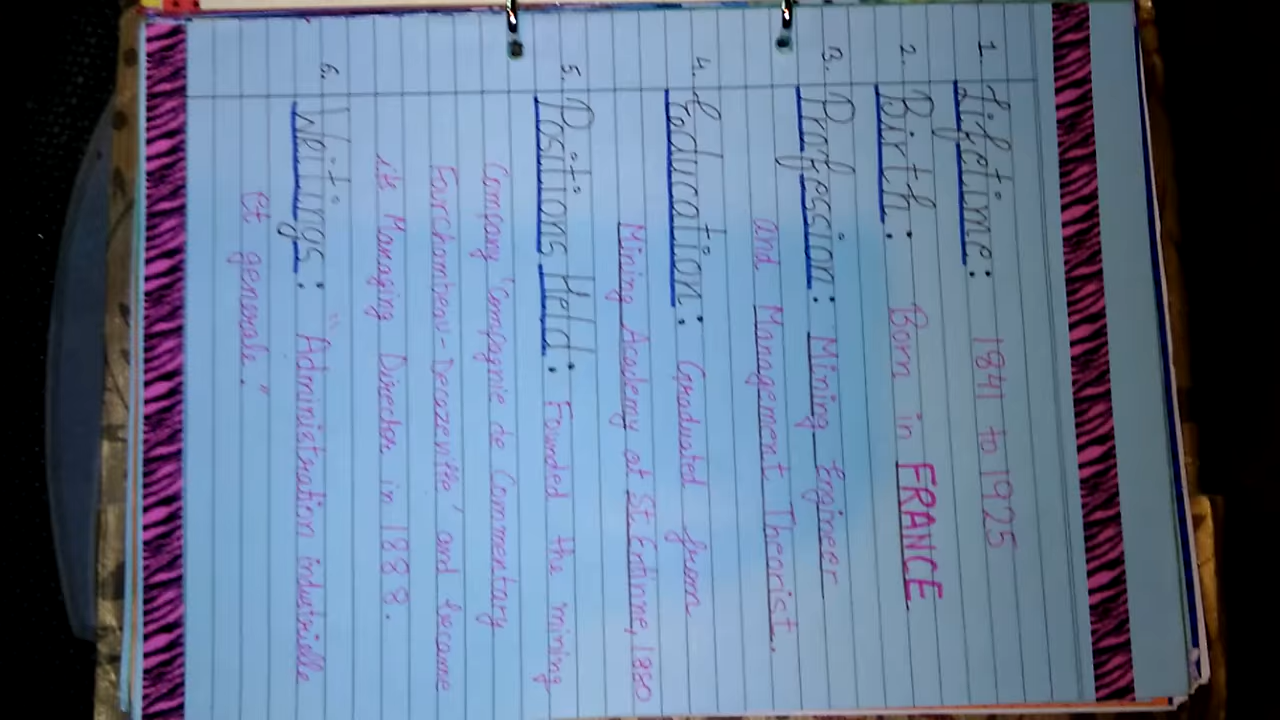 1. Lifetime: 1841 to 1925
2. Birth: Born in FRANCE
3. Profession: Mining Engineer
and Management Theorist.
4. Education: Graduated from
Mining Academy at St. Entinne, 1880
5. Positions Held: Founded the mining
Company 'Compagnie de Commentary
Fourchambeau - Decazeville' and became
its Managing Director in 1888.
6. Writings: "Administration industrielle
Et generale."